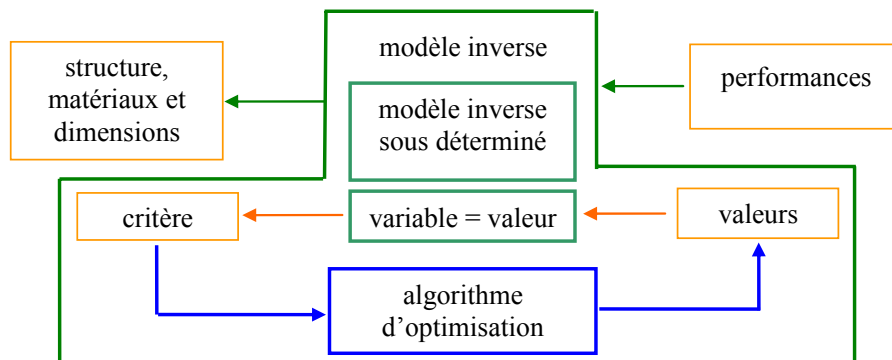 modèle inverse
structure,
matériaux et
dimensions
performances
modèle inverse
sous déterminé
critère
variable = valeur
valeurs
algorithme
d’optimisation